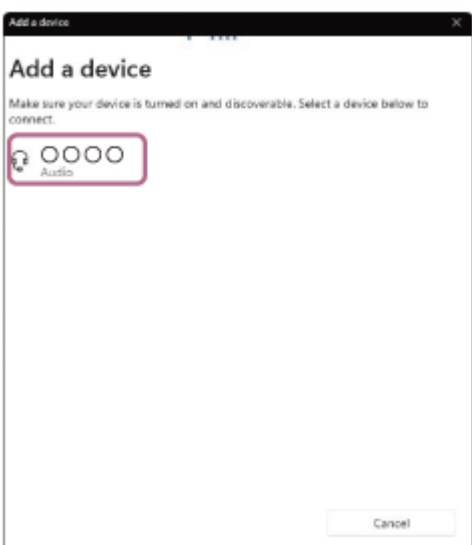 Add a device
Add a device
Make sure your device is turned on and discoverable. Select a device below to
connect.
○○○○
Audio
Cancel